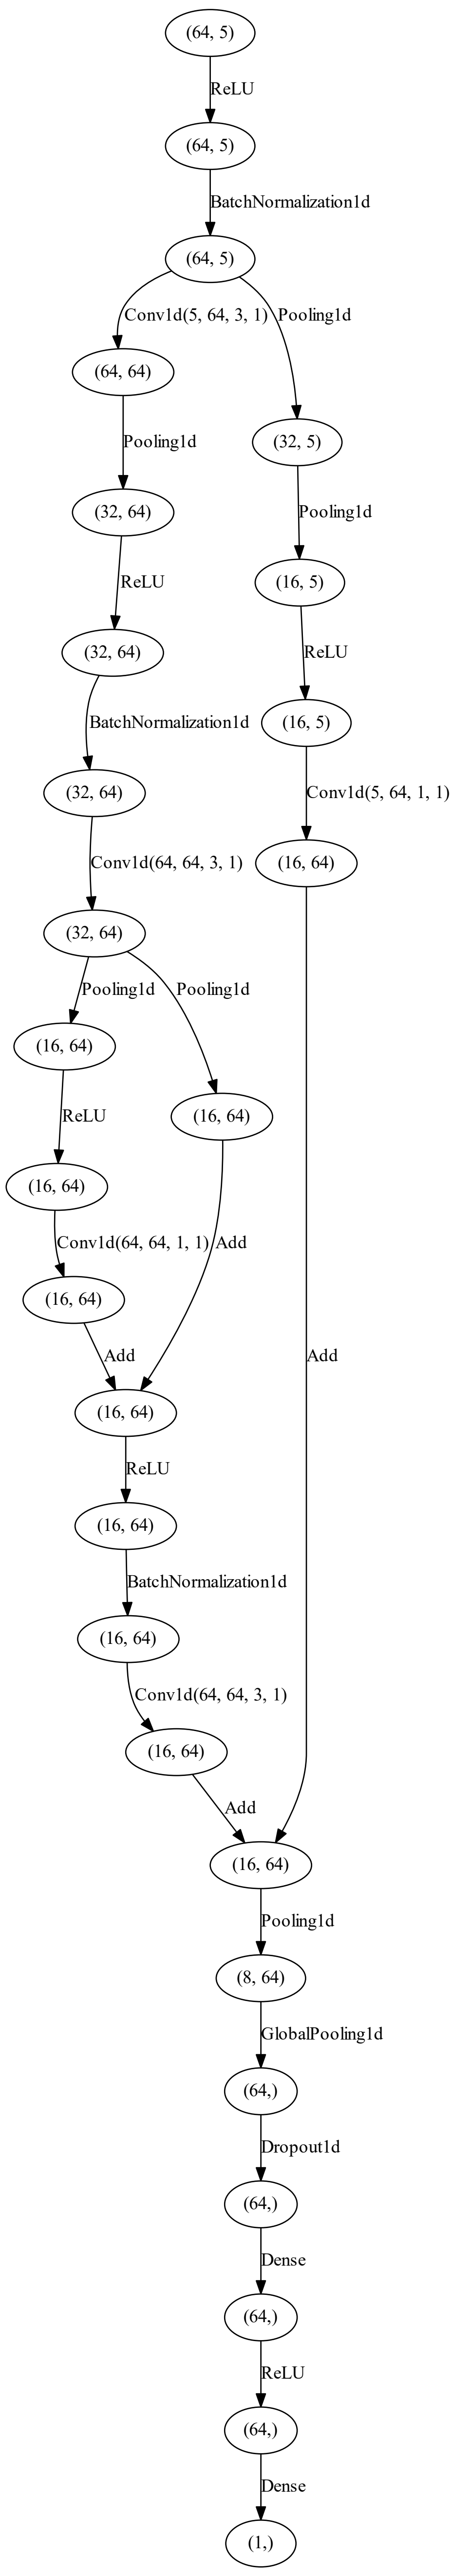 (64, 5)
ReLU
(64, 5)
BatchNormalization1d
(64, 5)
Conv1d(5, 64, 3, 1) Pooling1d
(64, 64)
(32, 5)
Pooling1d
(32, 64)
Pooling1d
(16, 5)
ReLU
(32, 64)
ReLU
(16, 5)
BatchNormalization1d
(32, 64)
Conv1d(5, 64, 1, 1)
Conv1d(64, 64, 3, 1)
(16, 64)
(32, 64)
Pooling1d Pooling1d
(16, 64)
(16, 64)
ReLU
(16, 64)
Conv1d(64, 64, 1, 1) Add
(16, 64)
Add Add
(16, 64)
ReLU
(16, 64)
BatchNormalization1d
(16, 64)
Conv1d(64, 64, 3, 1)
(16, 64)
Add
(16, 64)
Pooling1d
(8, 64)
GlobalPooling1d
(64,)
Dropout1d
(64,)
Dense
(64,)
ReLU
(64,)
Dense
(1,)